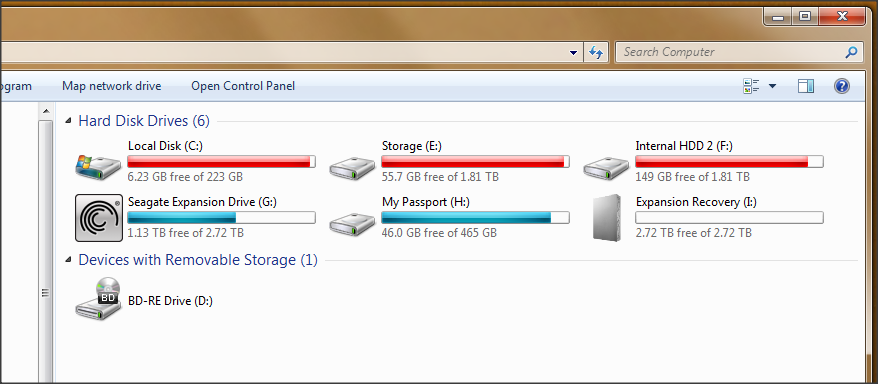 Search Computer
ogram Map network drive Open Control Panel
Hard Disk Drives (6)
Local Disk (C:)
6.23 GB free of 223 GB
Storage (E:)
55.7 GB free of 1.81 TB
Internal HDD 2 (F:)
149 GB free of 1.81 TB
Seagate Expansion Drive (G:)
1.13 TB free of 2.72 TB
My Passport (H:)
46.0 GB free of 465 GB
Expansion Recovery (I:)
2.72 TB free of 2.72 TB
Devices with Removable Storage (1)
BD
BD-RE Drive (D:)